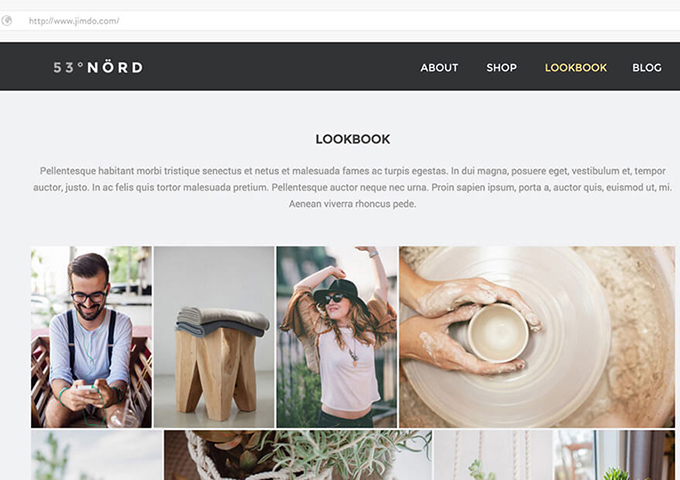 http://www.jimdo.com/
53°NÖRD ABOUT SHOP LOOKBOOK BLOG
LOOKBOOK
Pellentesque habitant morbi tristique senectus et netus et malesuada fames ac turpis egestas. In dui magna, posuere eget, vestibulum et, tempor
auctor, justo. In ac felis quis tortor malesuada pretium. Pellentesque auctor neque nec urna. Proin sapien ipsum, porta a, auctor quis, euismod ut, mi.
Aenean viverra rhoncus pede.